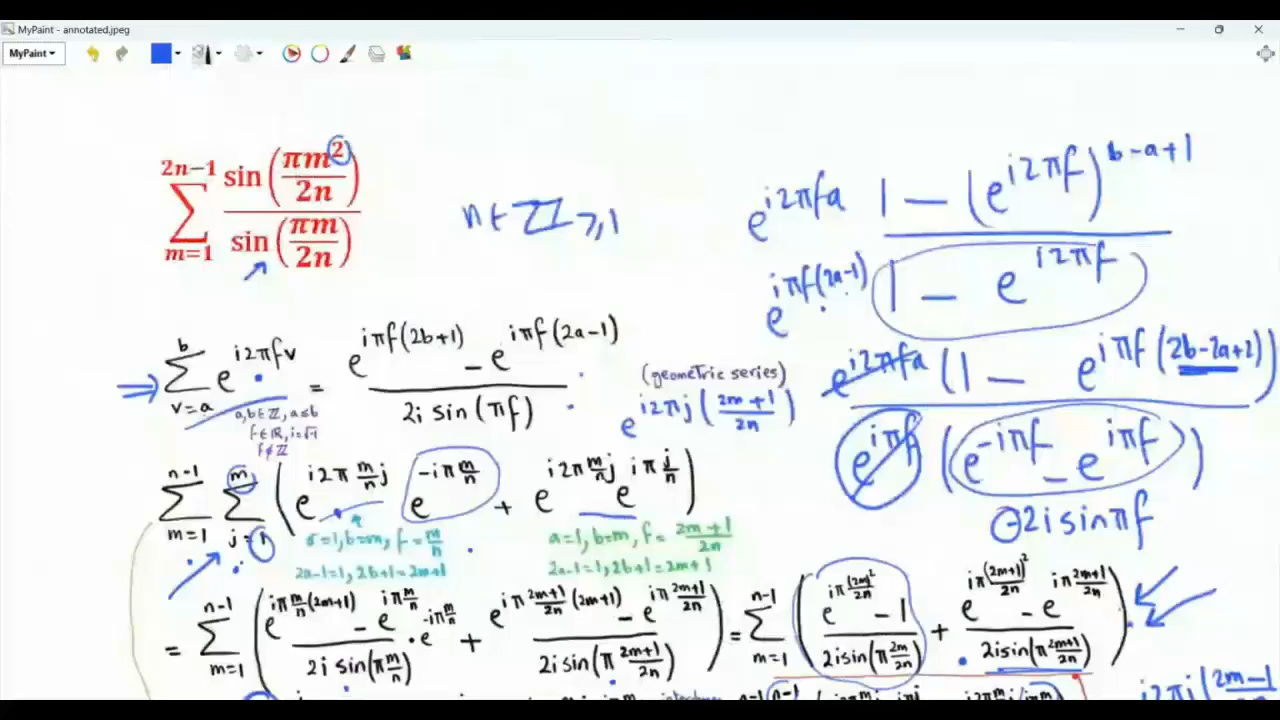 MyPaint - annotated.jpeg
MyPaint
2n-1 ∑ m=1 sin(πm²/2n) / sin(πm/2n)
n ∈ ℤ≥1
e^{i2πfa} 1 - (e^{i2πf})^{b-a+1} / 1 - e^{i2πf}
e^{iπf(2a-1)}
b ∑ v=a e^{i2πfv} = e^{iπf(2b+1)} - e^{iπf(2a-1)} / 2i sin(πf)
a,b∈ℤ, a≤b
f∈ℝ, i=√-1
f∉ℤ
(geometric series)
e^{i2πj(2m+1/2n)}
e^{i2πfa} (1 - e^{iπf(2b-2a+2)}) / e^{iπf} (e^{-iπf} - e^{iπf})
-2i sinπf
n-1 ∑ m=1 m ∑ j=1 (e^{i2π m/n j} e^{-iπ m/n} + e^{i2π m/n j} e^{iπ j/n})
a=1, b=m, f=m/n
2a-1=1, 2b+1=2m+1
a=1, b=m, f=2m+1/2n
2a-1=1, 2b+1=2m+1
= n-1 ∑ m=1 (e^{iπ m/n (2m+1)} - e^{iπ m/n} / 2i sin(π m/n) · e^{-iπ m/n} + e^{iπ 2m+1/2n (2m+1)} - e^{iπ 2m+1/2n} / 2i sin(π 2m+1/2n)) = n-1 ∑ m=1 (e^{iπ (2m)²/2n} - 1 / 2i sin(π 2m/2n) + e^{iπ (2m+1)²/2n} - e^{iπ 2m+1/2n} / 2i sin(π 2m+1/2n))